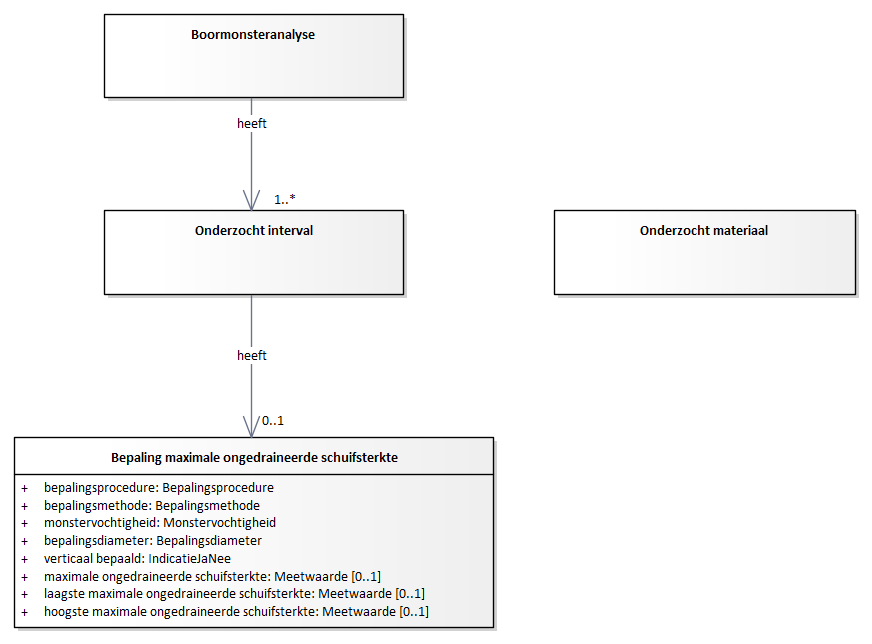 Boormonsteranalyse
heeft
1..*
Onderzocht interval
Onderzocht materiaal
heeft
0..1
Bepaling maximale ongedraineerde schuifsterkte
+ bepalingsprocedure: Bepalingsprocedure
+ bepalingsmethode: Bepalingsmethode
+ monstervochtigheid: Monstervochtigheid
+ bepalingsdiameter: Bepalingsdiameter
+ verticaal bepaald: IndicatieJaNee
+ maximale ongedraineerde schuifsterkte: Meetwaarde [0..1]
+ laagste maximale ongedraineerde schuifsterkte: Meetwaarde [0..1]
+ hoogste maximale ongedraineerde schuifsterkte: Meetwaarde [0..1]